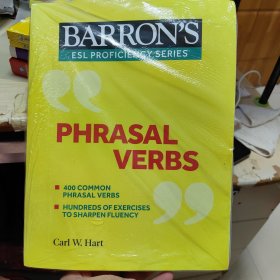 BARRON'S
ESL PROFICIENCY SERIES
PHRASAL
VERBS
400 COMMON
PHRASAL VERBS
HUNDREDS OF EXERCISES
TO SHARPEN FLUENCY
Carl W. Hart